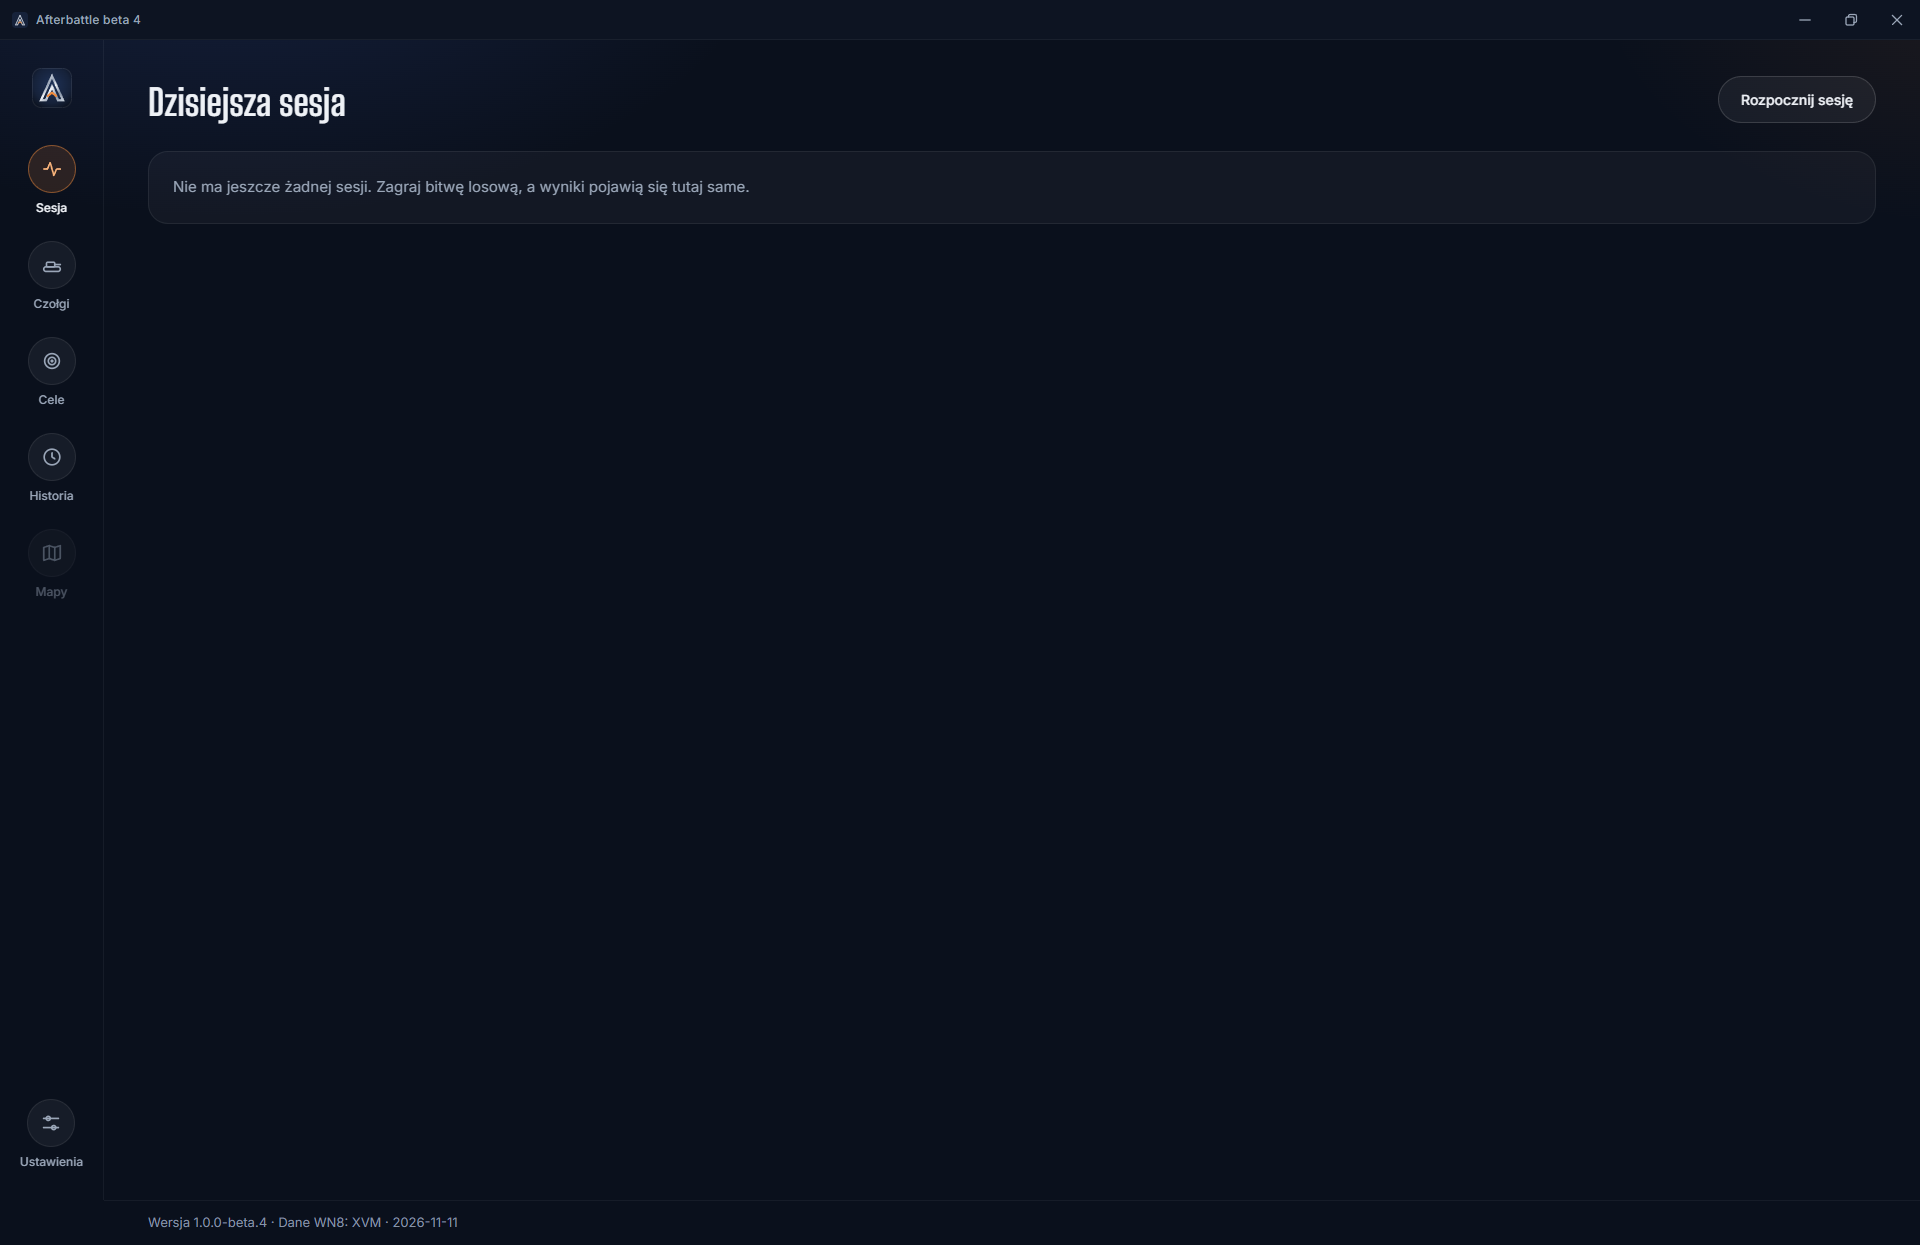 Afterbattle beta 4
Dzisiejsza sesja
Rozpocznij sesję
Nie ma jeszcze żadnej sesji. Zagraj bitwę losową, a wyniki pojawią się tutaj same.
Sesja
Czołgi
Cele
Historia
Mapy
Ustawienia
Wersja 1.0.0-beta.4 · Dane WN8: XVM · 2026-11-11